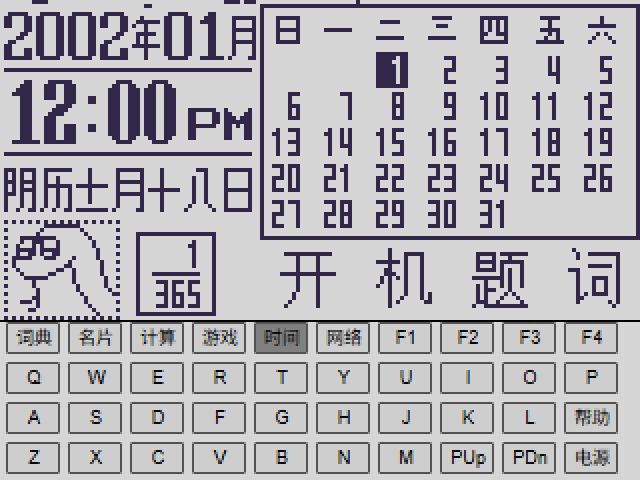 2002年01月
12:00 PM
阴历十一月十八日
1
365
日 一 二 三 四 五 六
1 2 3 4 5
6 7 8 9 10 11 12
13 14 15 16 17 18 19
20 21 22 23 24 25 26
27 28 29 30 31
开 机 题 词
词典 名片 计算 游戏 时间 网络 F1 F2 F3 F4
Q W E R T Y U I O P
A S D F G H J K L 帮助
Z X C V B N M PUp PDn 电源